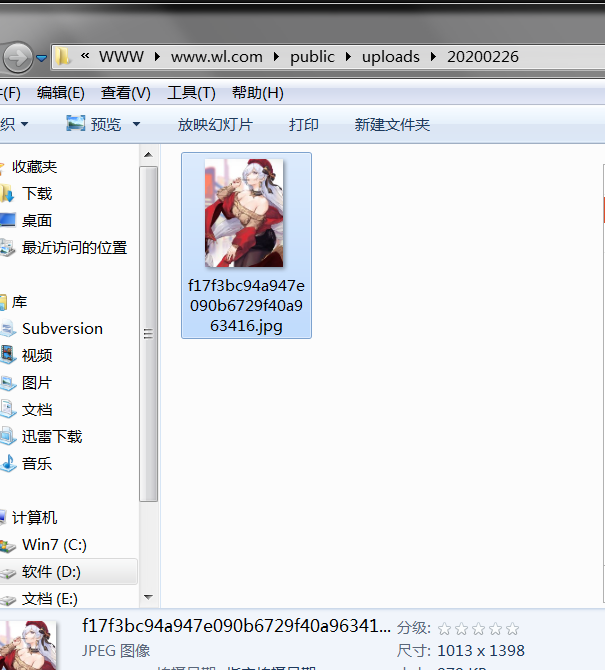 « WWW www.wl.com public uploads 20200226
(F) 编辑(E) 查看(V) 工具(T) 帮助(H)
织 预览 放映幻灯片 打印 新建文件夹
收藏夹
下载
桌面
最近访问的位置
库
Subversion
视频
图片
文档
迅雷下载
音乐
计算机
Win7 (C:)
软件 (D:)
文档 (E:)
f17f3bc94a947e
090b6729f40a9
63416.jpg
f17f3bc94a947e090b6729f40a96341... 分级:
JPEG 图像 尺寸: 1013 x 1398